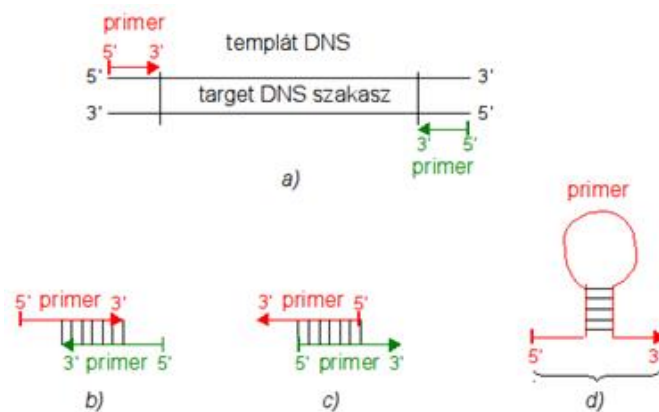 primer
5' 3'
templát DNS
5' 3'
target DNS szakasz
3' 5'
3' 5'
primer
a)
primer
5' primer 3'
3' primer 5'
3' primer 5'
5' primer 3'
5' 3'
b) c) d)